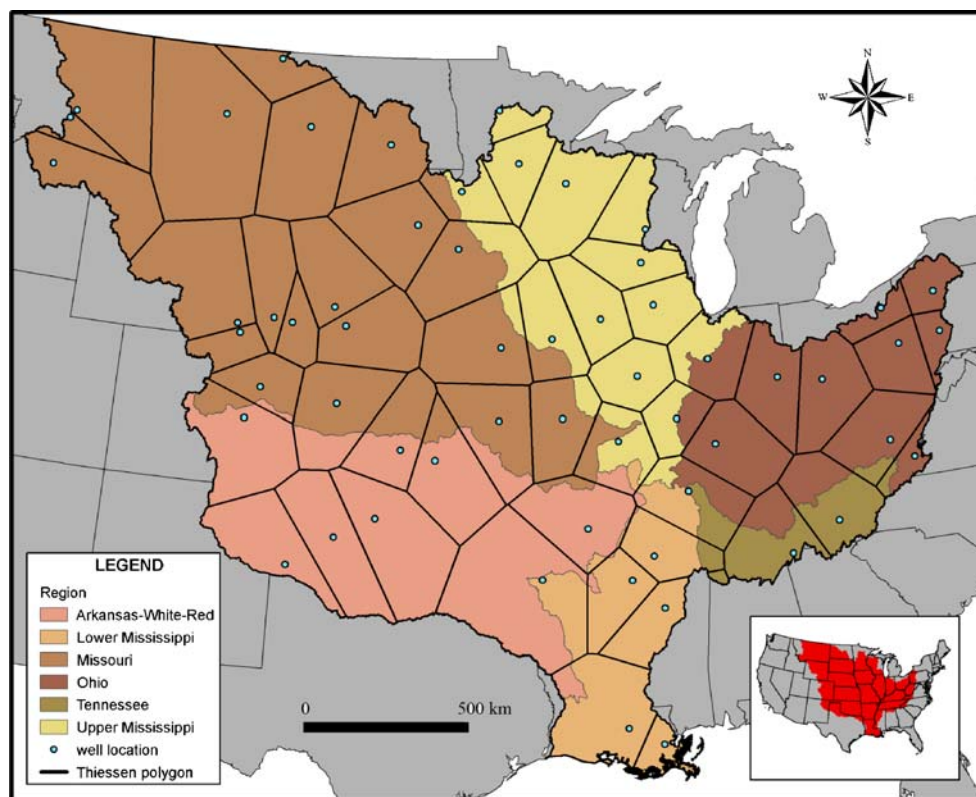 N
W E
S
LEGEND
Region
Arkansas-White-Red
Lower Mississippi
Missouri
Ohio
Tennessee
Upper Mississippi
well location
Thiessen polygon
0 500 km